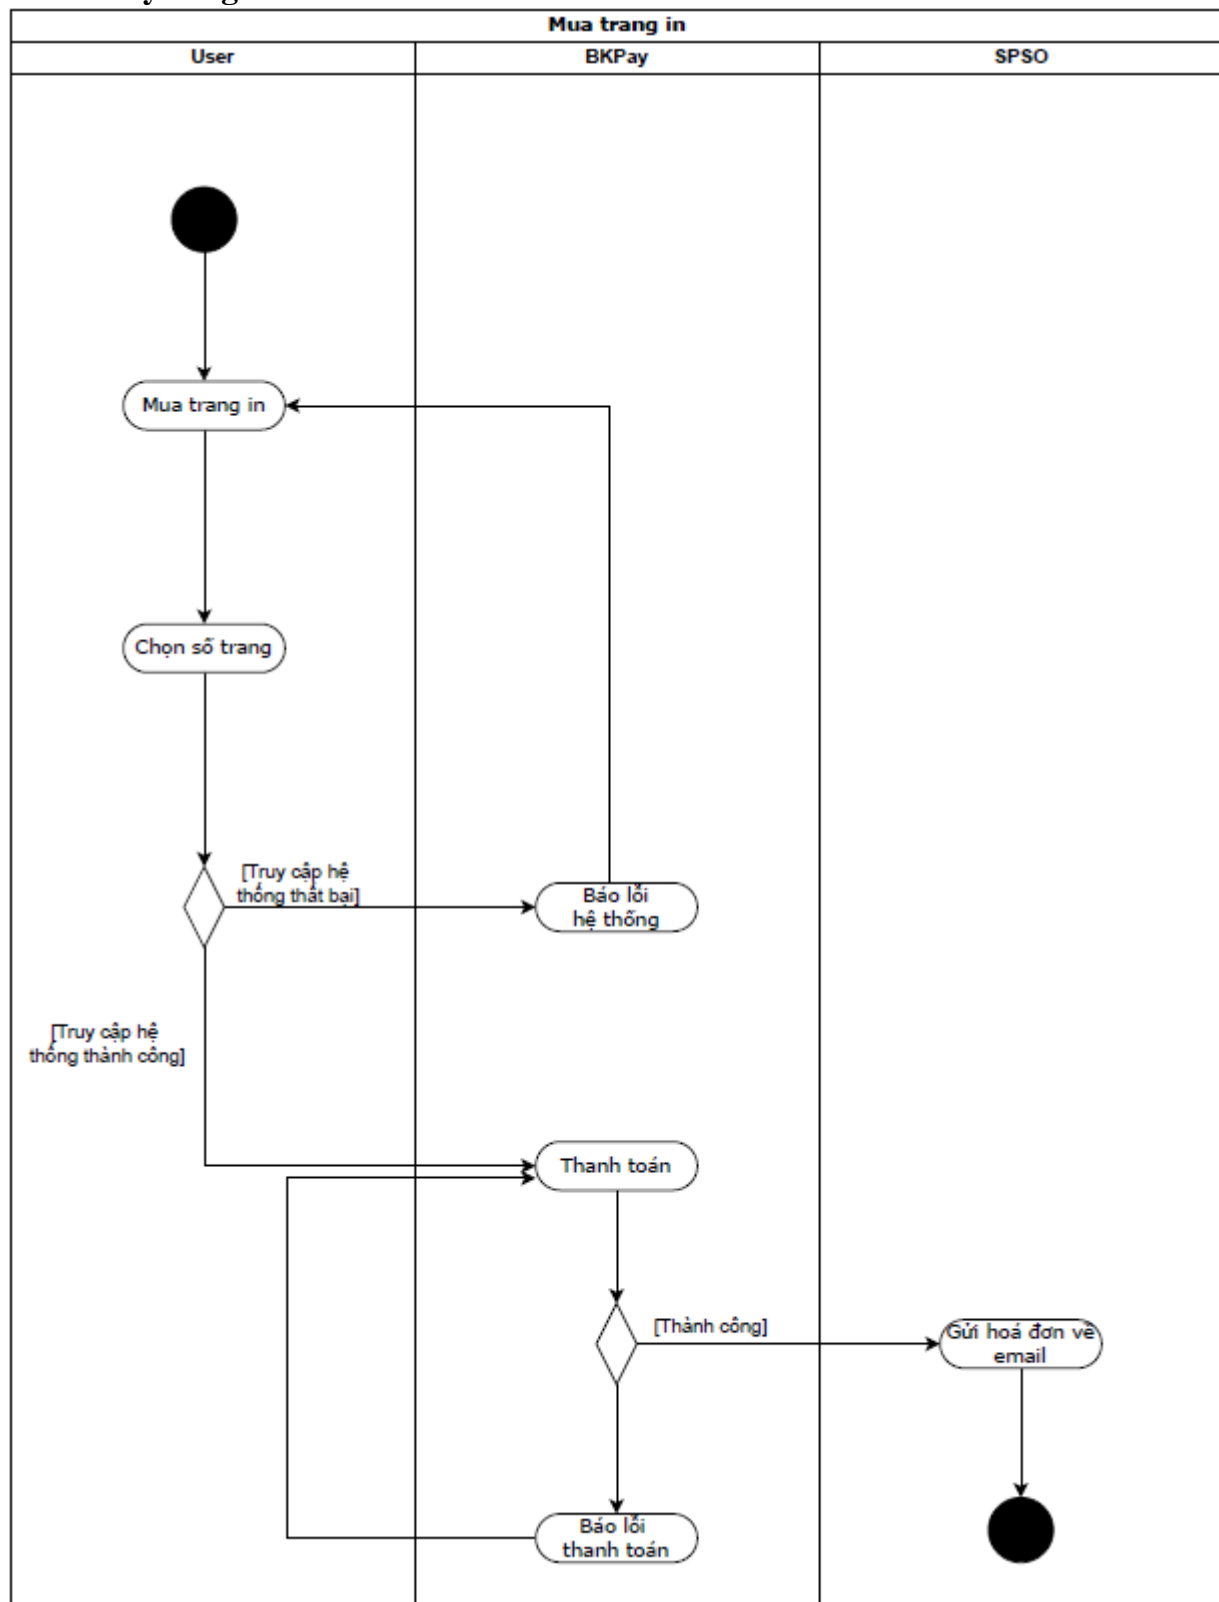 Mua trang in
User
BKPay
SPSO
Mua trang in
Chọn số trang
[Truy cập hệ
thống thất bại]
Báo lỗi
hệ thống
[Truy cập hệ
thống thành công]
Thanh toán
[Thành công]
Gửi hoá đơn về
email
Báo lỗi
thanh toán